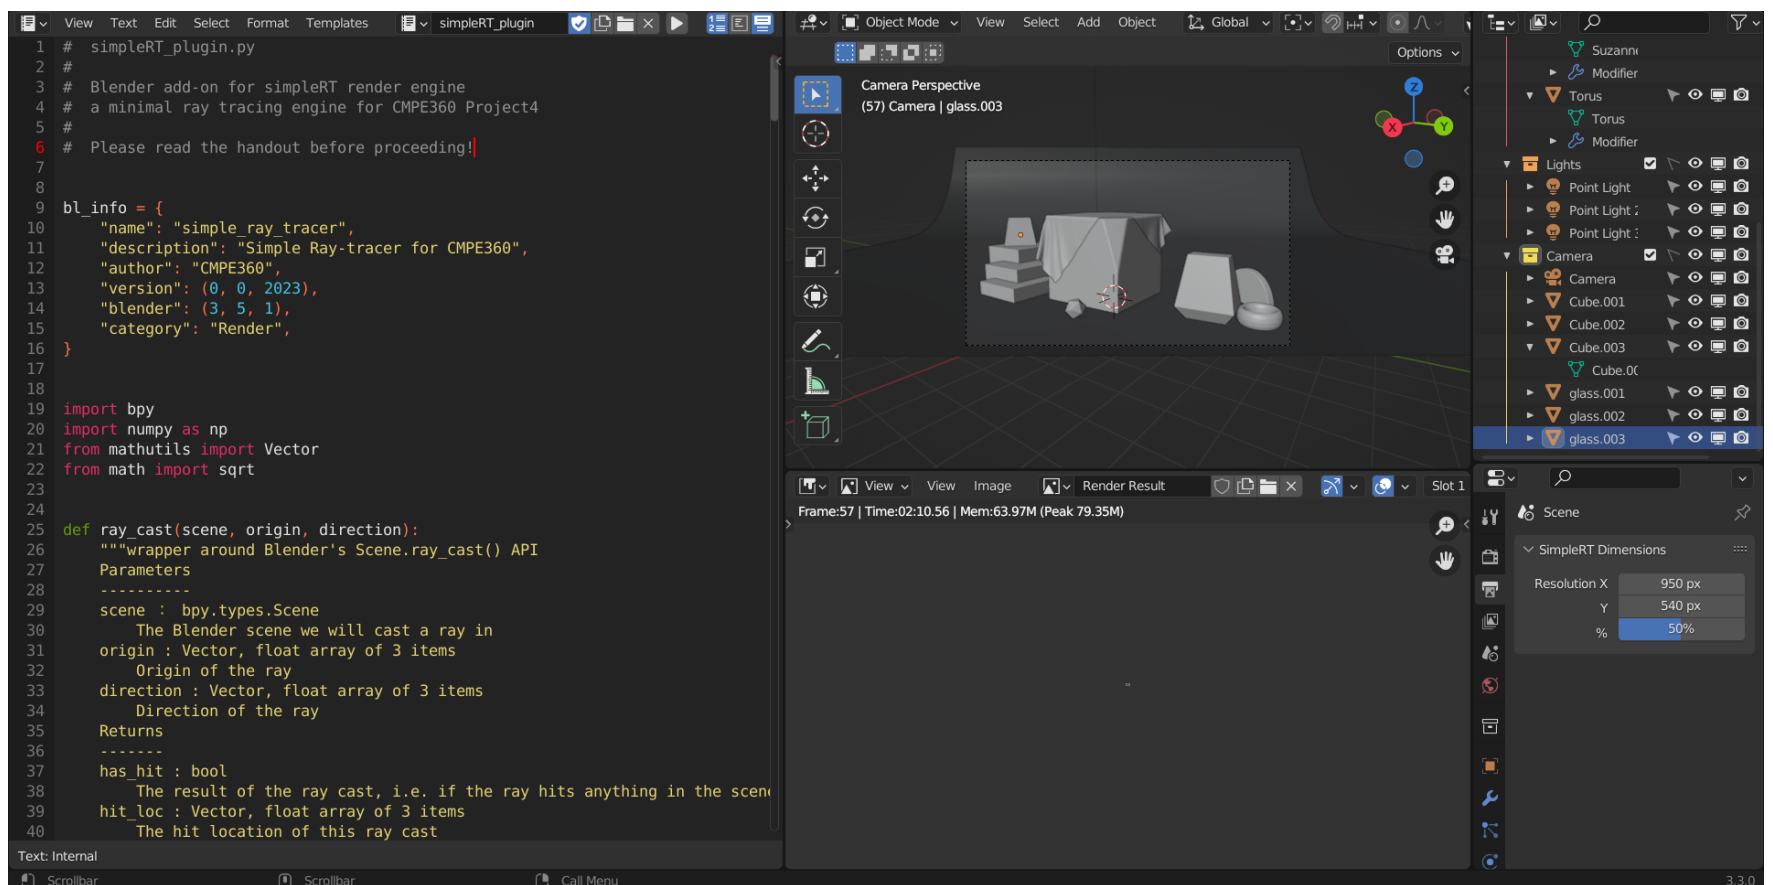 View Text Edit Select Format Templates simpleRT_plugin
1 # simpleRT_plugin.py
2 #
3 # Blender add-on for simpleRT render engine
4 # a minimal ray tracing engine for CMPE360 Project4
5 #
6 # Please read the handout before proceeding!
7
8
9 bl_info = {
10 "name": "simple_ray_tracer",
11 "description": "Simple Ray-tracer for CMPE360",
12 "author": "CMPE360",
13 "version": (0, 0, 2023),
14 "blender": (3, 5, 1),
15 "category": "Render",
16 }
17
18
19 import bpy
20 import numpy as np
21 from mathutils import Vector
22 from math import sqrt
23
24
25 def ray_cast(scene, origin, direction):
26 """wrapper around Blender's Scene.ray_cast() API
27 Parameters
28 ----------
29 scene : bpy.types.Scene
30 The Blender scene we will cast a ray in
31 origin : Vector, float array of 3 items
32 Origin of the ray
33 direction : Vector, float array of 3 items
34 Direction of the ray
35 Returns
36 -------
37 has_hit : bool
38 The result of the ray cast, i.e. if the ray hits anything in the scen
39 hit_loc : Vector, float array of 3 items
40 The hit location of this ray cast
Text: Internal
Scrollbar Scrollbar Call Menu
Object Mode View Select Add Object Global
Options
Camera Perspective
(57) Camera | glass.003
Z
X Y
View View Image Render Result Slot 1
Frame:57 | Time:02:10.56 | Mem:63.97M (Peak 79.35M)
Suzann
Modifier
Torus
Torus
Modifier
Lights
Point Light
Point Light 2
Point Light 3
Camera
Camera
Cube.001
Cube.002
Cube.003
Cube.00
glass.001
glass.002
glass.003
Scene
SimpleRT Dimensions
Resolution X 950 px
Y 540 px
% 50%
3.3.0